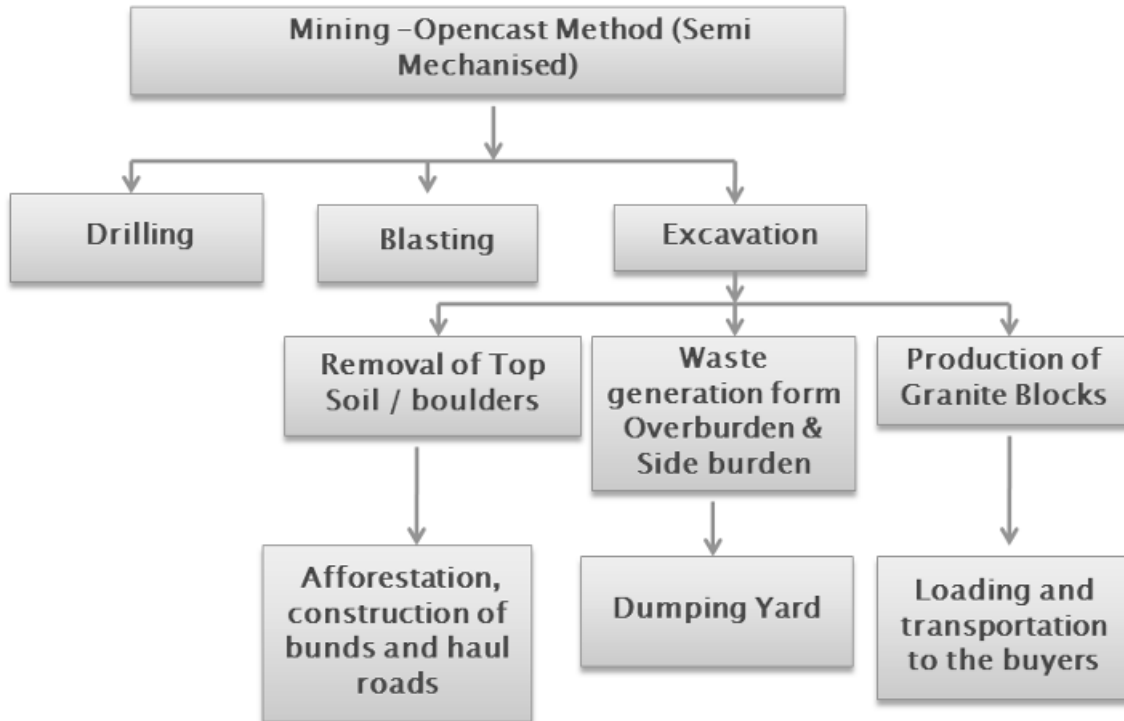 Mining –Opencast Method (Semi
Mechanised)
Drilling
Blasting
Excavation
Removal of Top
Soil / boulders
Waste
generation form
Overburden &
Side burden
Production of
Granite Blocks
Afforestation,
construction of
bunds and haul
roads
Dumping Yard
Loading and
transportation
to the buyers